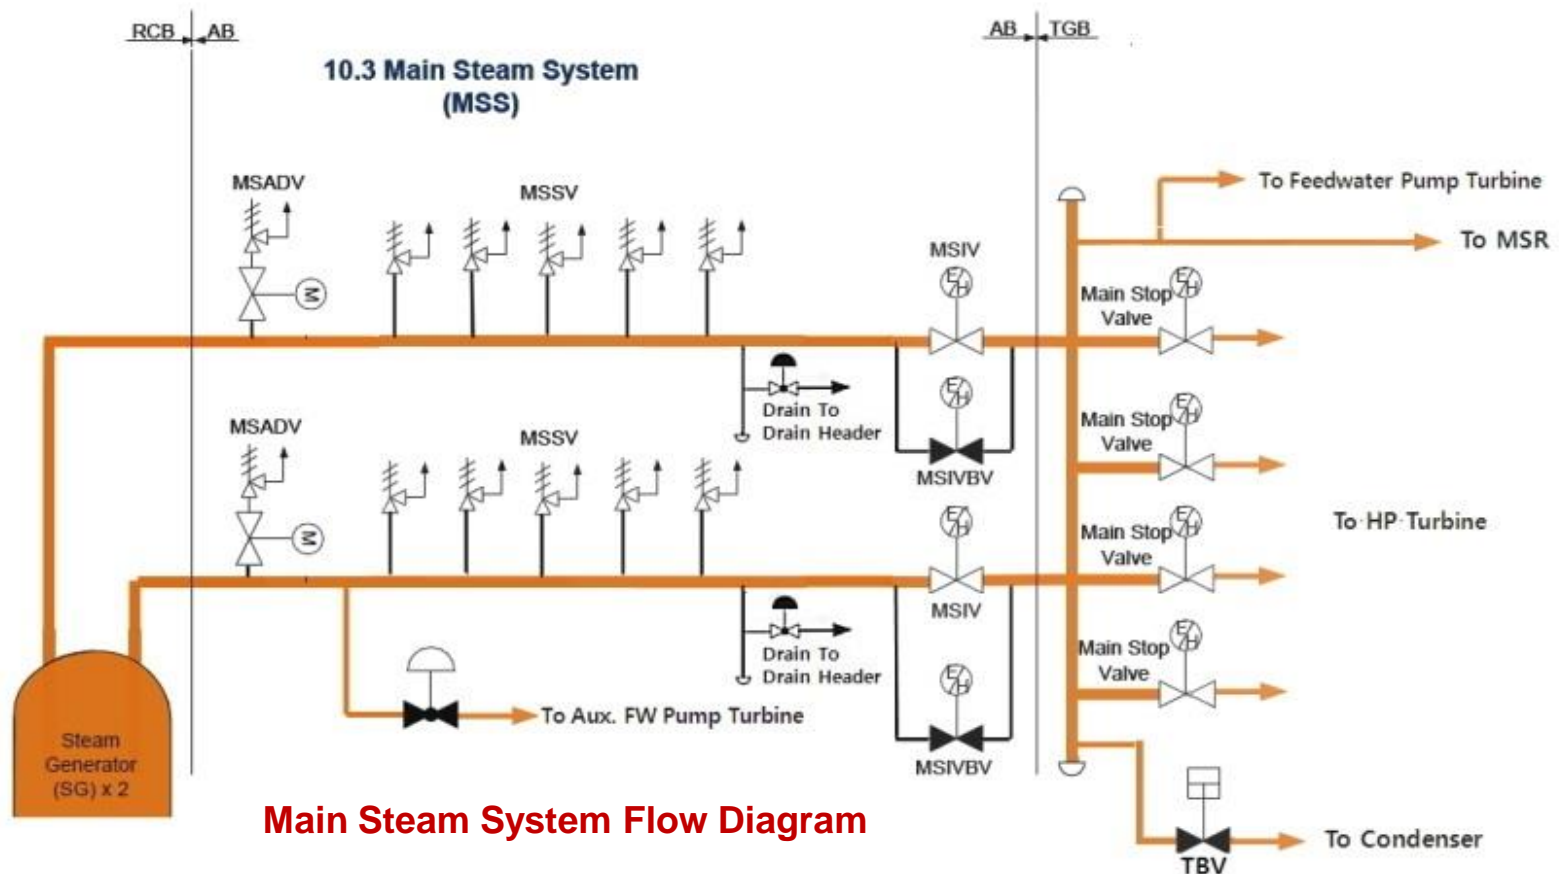 RCB AB
AB TGB
10.3 Main Steam System
(MSS)
MSADV
MSSV
To Feedwater Pump Turbine
To MSR
MSIV
E/H
E/H
M
Main Stop
Valve
E/H
Drain To
Drain Header
MSIVBV
Main Stop
Valve
E/H
MSADV
MSSV
M
E/H
MSIV
Main Stop
Valve
E/H
To HP Turbine
Drain To
Drain Header
E/H
MSIVBV
Main Stop
Valve
E/H
To Aux. FW Pump Turbine
Steam
Generator
(SG) x 2
Main Steam System Flow Diagram
TBV
To Condenser